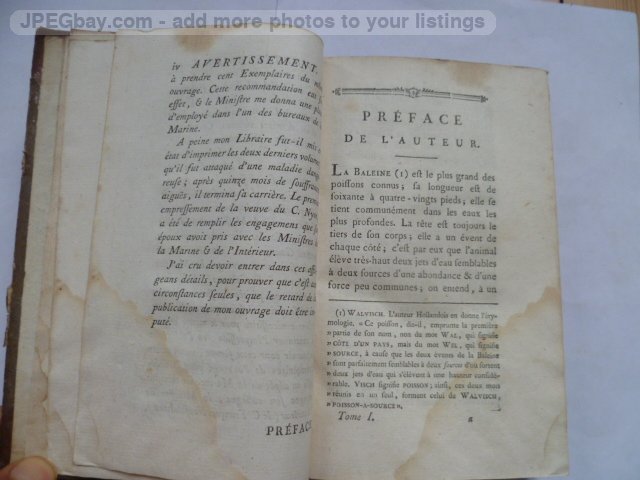 JPEGbay.com - add more photos to your listings
iv AVERTISSEMENT.
à prendre cent Exemplaires du
ouvrage. Cette recommandation eut
effet, & le Ministre me donna une
d'employé dans l'un des bureaux de
Marine.
A peine mon Libraire fut-il mis
état d'imprimer les deux derniers
qu'il fut attaqué d'une maladie
reuse; après quinze mois de
aiguës, il termina sa carriere. Le
empressement de la veuve du C. Nyon
a été de remplir les engagemens
époux avoit pris avec les Ministres
la Marine & de l'Intérieur.
J'ai cru devoir entrer dans ces
geans détails, pour prouver que c'est
circonstances seules, que le retard de
publication de mon ouvrage doit être
puté.
PRÉFACE
PRÉFACE
DE L'AUTEUR.
LA BALEINE (1) est le plus grand des
poissons connus; sa longueur est de
soixante à quatre-vingts pieds; elle se
tient communément dans les eaux les
plus profondes. La tête est toujours le
tiers de son corps; elle a un évent de
chaque côté; c'est par eux que l'animal
élève très-haut deux jets d'eau semblables
à deux sources d'une abondance & d'une
force peu communes; on entend, à un
(1) WALVISCH. L'auteur Hollandois en donne l'éty-
mologie. « Ce poisson, dit-il, emprunte la première
» partie de son nom, non du mot WAL, qui signifie
» CÔTE D'UN PAYS, mais du mot WEL, qui signifie
» SOURCE, à cause que les deux évents de la Baleine
» sont parfaitement semblables à deux sources d'où sortent
» deux jets d'eau qui s'élèvent à une hauteur considé-
» rable. VISCH signifie POISSON; ainsi, ces deux mots
» réunis en un seul, forment celui de WALVISCH,
» POISSON-A-SOURCE ».
Tome I. a